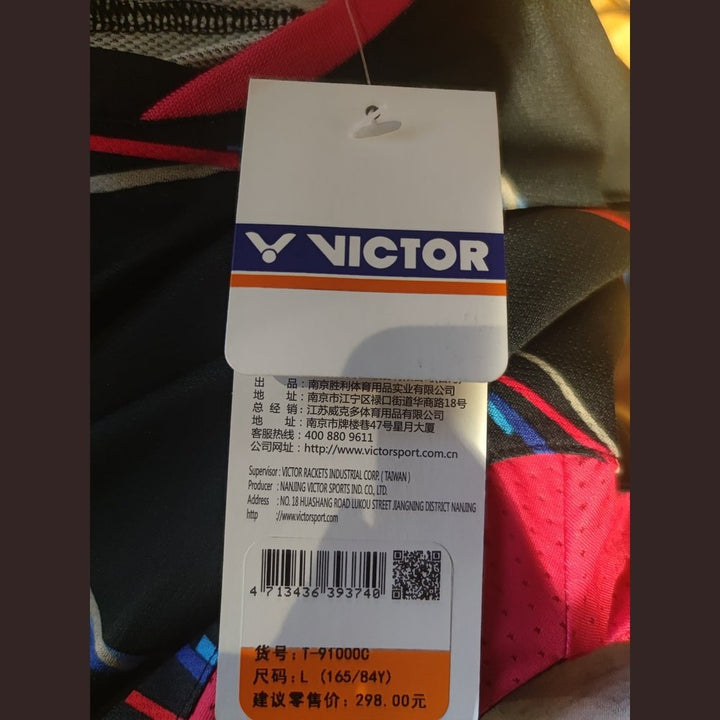 VICTOR
出 品：南京胜利体育用品实业有限公司
地 址：南京市江宁区禄口街道华商路18号
总 经 销：江苏威克多体育用品有限公司
地 址：南京市牌楼巷47号星月大厦
客服热线：400 880 9611
公司网址：http://www.victorsport.com.cn
Supervisor : VICTOR RACKETS INDUSTRIAL CORP. ( TAIWAN )
Producer : NANJING VICTOR SPORTS IND. CO., LTD.
Address : NO. 18 HUASHANG ROAD LUKOU STREET JIANGNING DISTRICT NANJING
http ://www.victorsport.com
4 713436 393740
货号：T-91000C
尺码：L (165/84Y)
建议零售价：298.00元